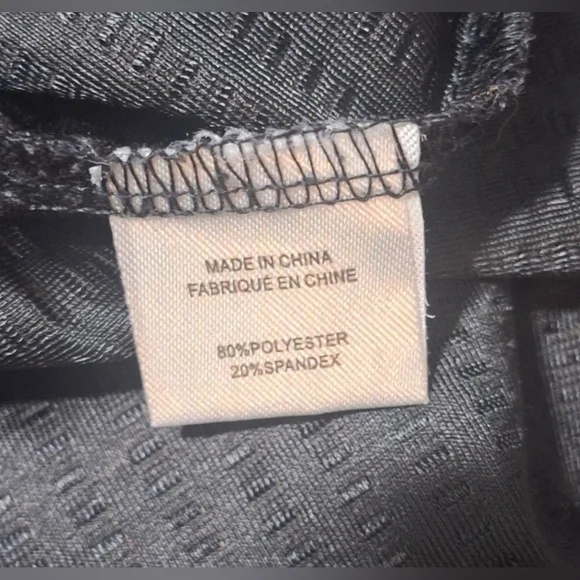 MADE IN CHINA
FABRIQUÉ EN CHINE
80%POLYESTER
20%SPANDEX